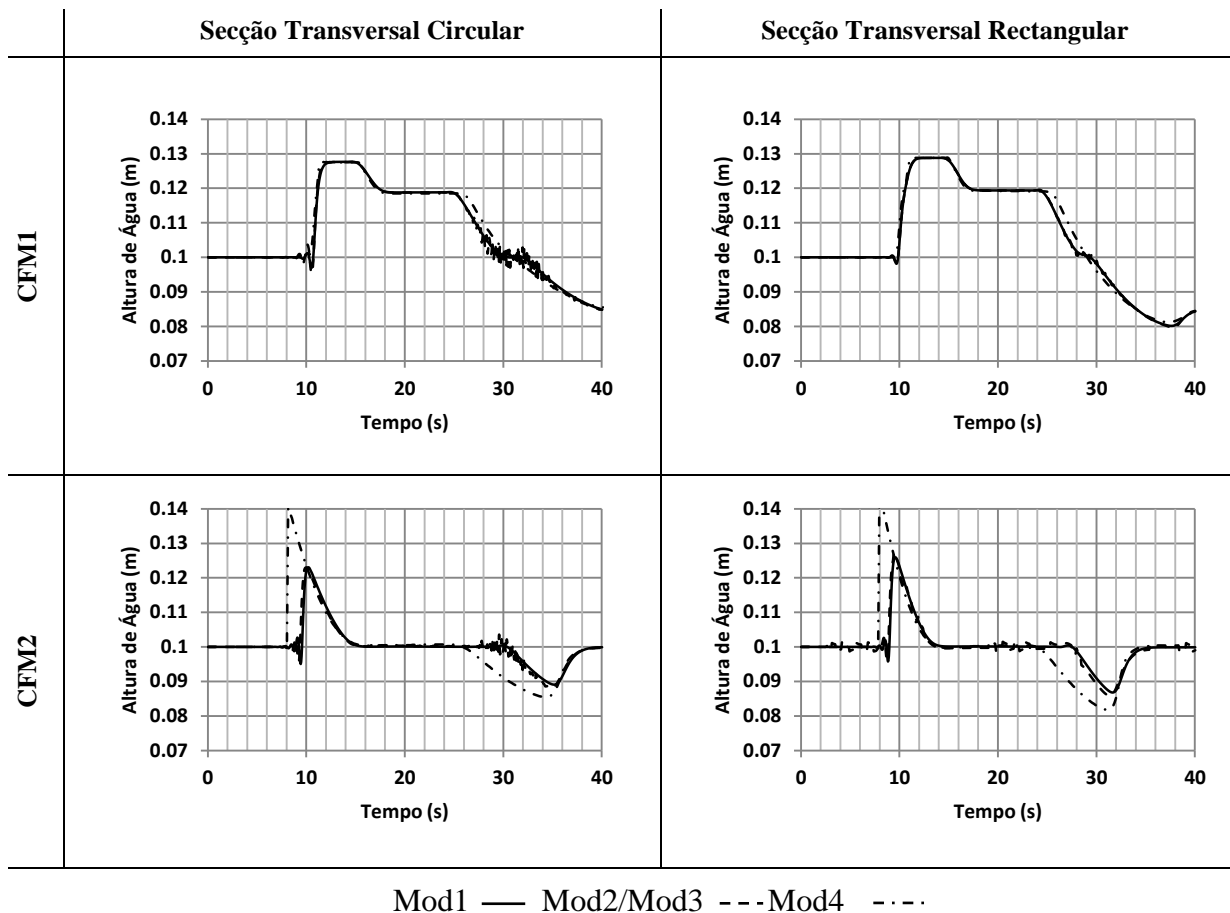 Secção Transversal Circular
Secção Transversal Rectangular
CFM1
Altura de Água (m)
0.14
0.13
0.12
0.11
0.1
0.09
0.08
0.07
0 10 20 30 40
Tempo (s)
Altura de Água (m)
0.14
0.13
0.12
0.11
0.1
0.09
0.08
0.07
0 10 20 30 40
Tempo (s)
CFM2
Altura de Água (m)
0.14
0.13
0.12
0.11
0.1
0.09
0.08
0.07
0 10 20 30 40
Tempo (s)
Altura de Água (m)
0.14
0.13
0.12
0.11
0.1
0.09
0.08
0.07
0 10 20 30 40
Tempo (s)
Mod1 Mod2/Mod3 Mod4